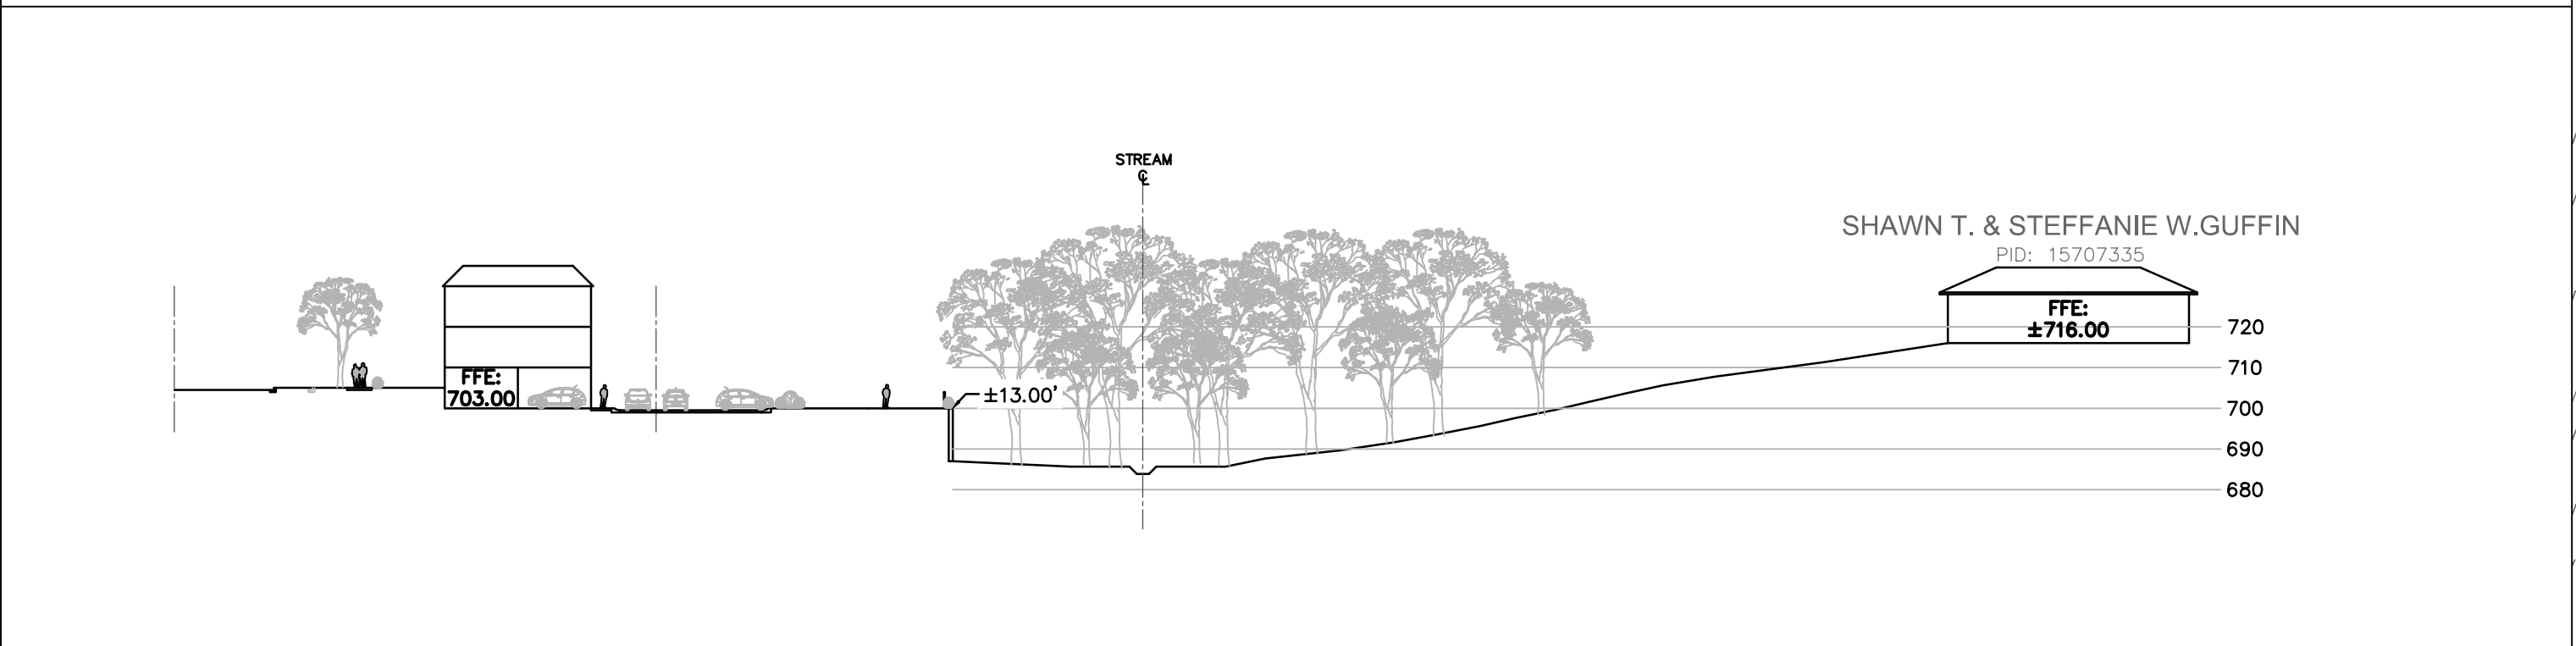 STREAM
℄
SHAWN T. & STEFFANIE W.GUFFIN
PID: 15707335
FFE:
±716.00
720
710
FFE:
703.00
±13.00'
700
690
680